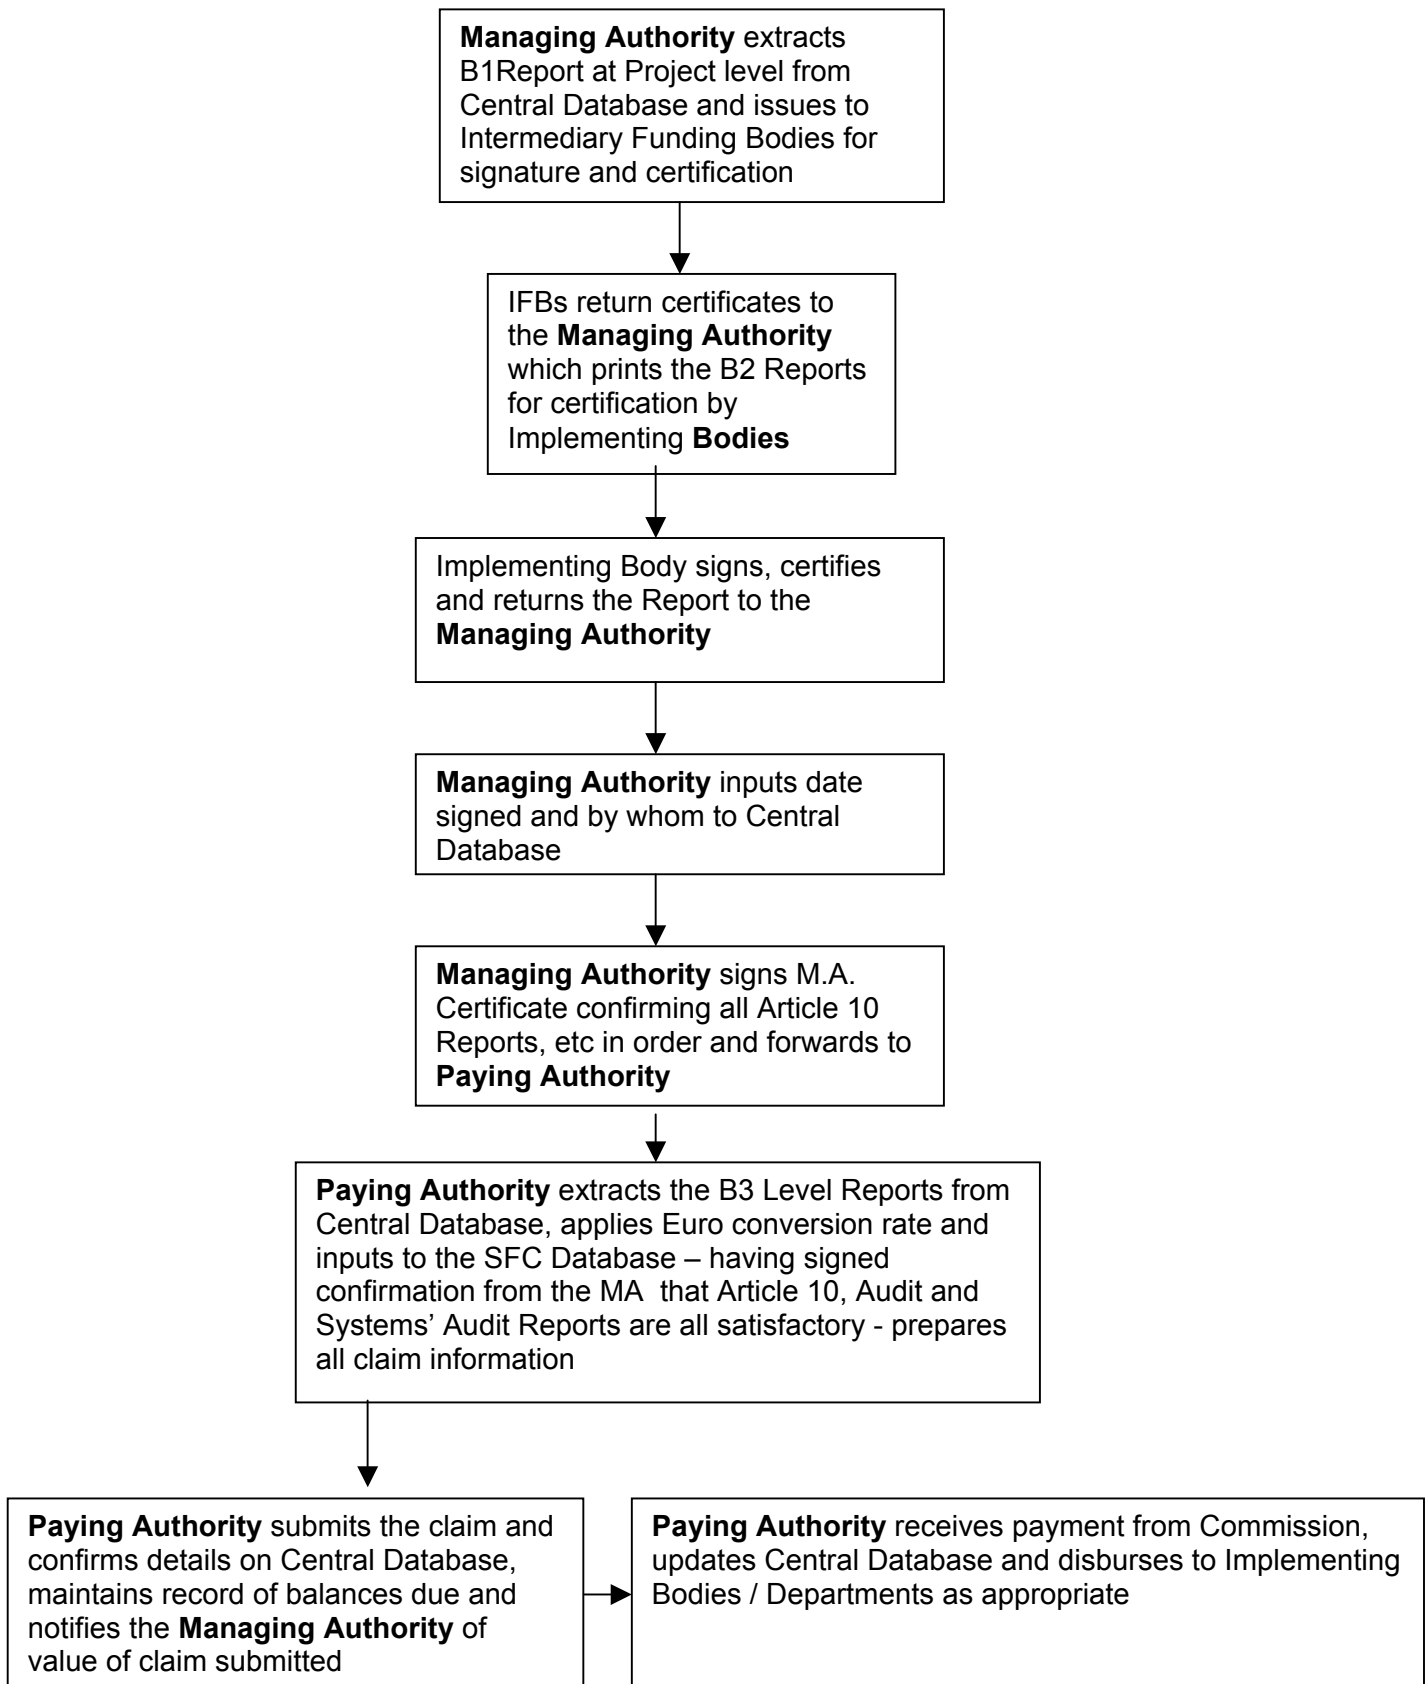 Managing Authority extracts
B1Report at Project level from
Central Database and issues to
Intermediary Funding Bodies for
signature and certification
IFBs return certificates to
the Managing Authority
which prints the B2 Reports
for certification by
Implementing Bodies
Implementing Body signs, certifies
and returns the Report to the
Managing Authority
Managing Authority inputs date
signed and by whom to Central
Database
Managing Authority signs M.A.
Certificate confirming all Article 10
Reports, etc in order and forwards to
Paying Authority
Paying Authority extracts the B3 Level Reports from
Central Database, applies Euro conversion rate and
inputs to the SFC Database – having signed
confirmation from the MA  that Article 10, Audit and
Systems’ Audit Reports are all satisfactory - prepares
all claim information
Paying Authority submits the claim and
confirms details on Central Database,
maintains record of balances due and
notifies the Managing Authority of
value of claim submitted
Paying Authority receives payment from Commission,
updates Central Database and disburses to Implementing
Bodies / Departments as appropriate